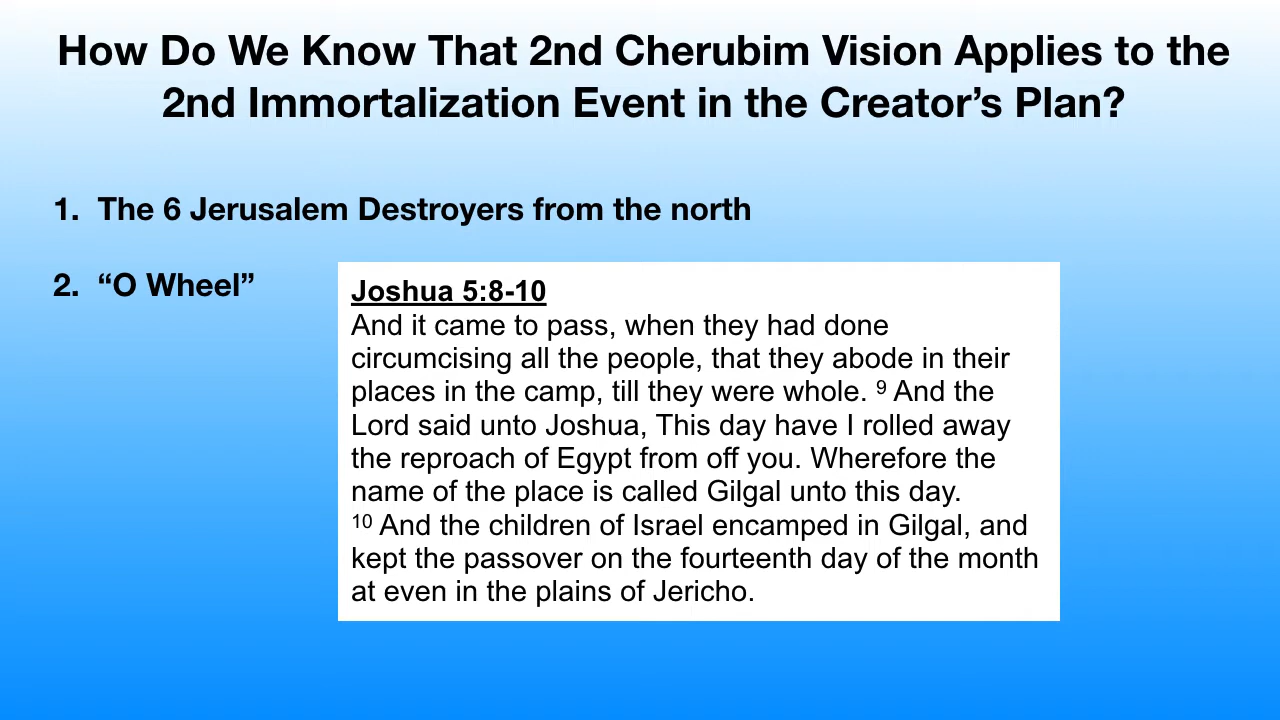 How Do We Know That 2nd Cherubim Vision Applies to the
2nd Immortalization Event in the Creator’s Plan?
1. The 6 Jerusalem Destroyers from the north
2. “O Wheel”
Joshua 5:8-10
And it came to pass, when they had done
circumcising all the people, that they abode in their
places in the camp, till they were whole. 9 And the
Lord said unto Joshua, This day have I rolled away
the reproach of Egypt from off you. Wherefore the
name of the place is called Gilgal unto this day.
10 And the children of Israel encamped in Gilgal, and
kept the passover on the fourteenth day of the month
at even in the plains of Jericho.